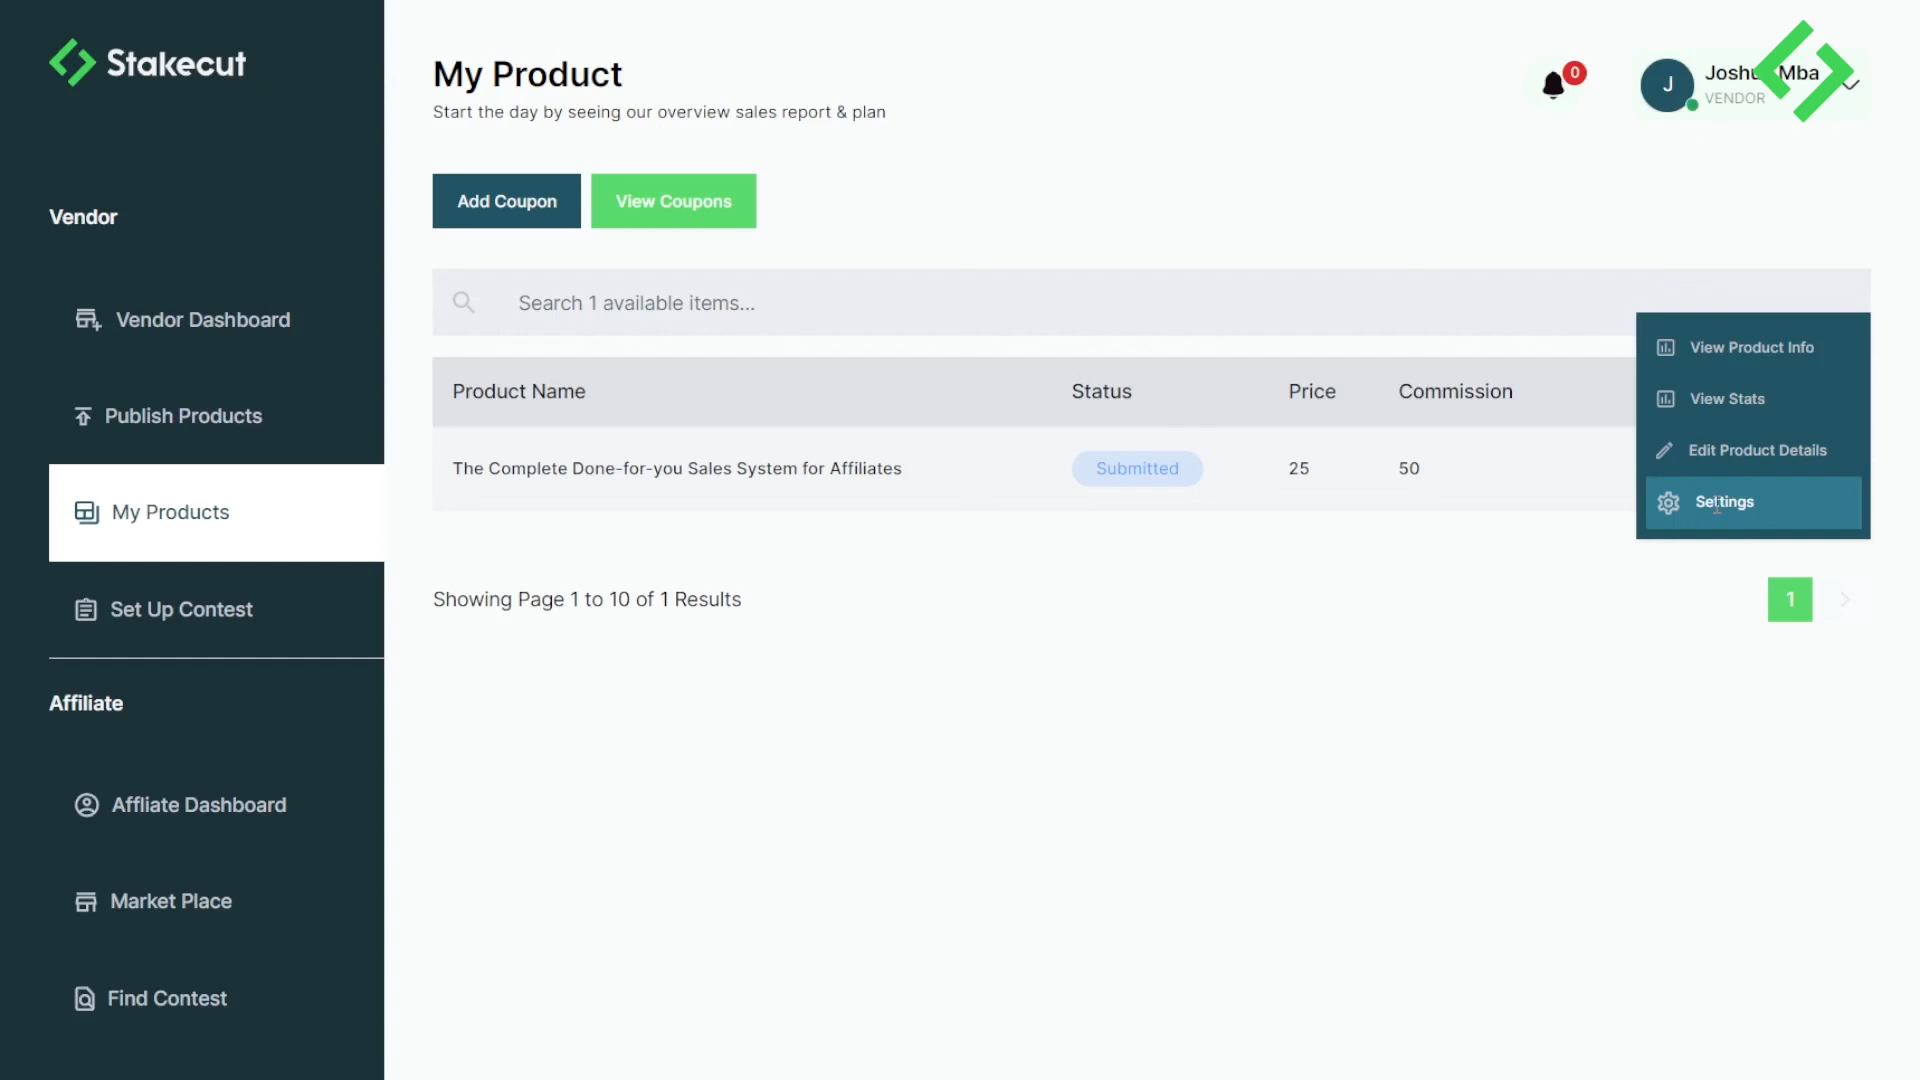 Stakecut
Vendor
Vendor Dashboard
Publish Products
My Products
Set Up Contest
Affiliate
Affliate Dashboard
Market Place
Find Contest
My Product
Start the day by seeing our overview sales report & plan
0
J
Mba
VENDOR
Add Coupon
View Coupons
Search 1 available items...
Product Name Status Price Commission
The Complete Done-for-you Sales System for Affiliates Submitted 25 50
View Product Info
View Stats
Edit Product Details
Settings
Showing Page 1 to 10 of 1 Results
1